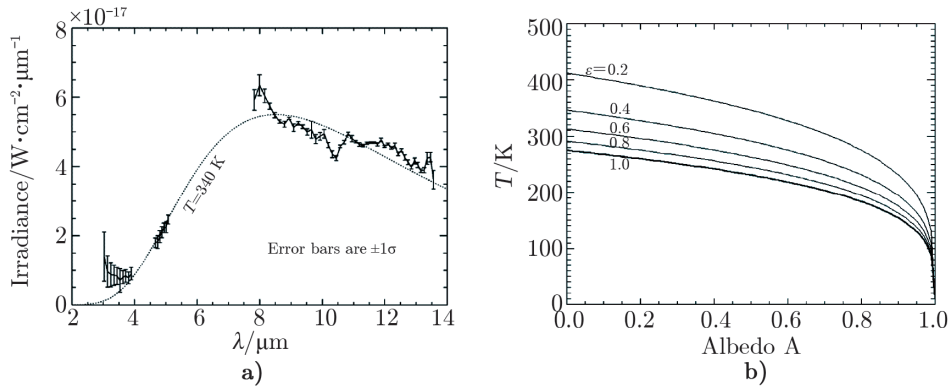 ×10⁻¹⁷
8
6
4
2
0
2 4 6 8 10 12 14
Irradiance/W·cm⁻²·μm⁻¹
T=340 K
Error bars are ±1σ
λ/μm
a)
500
400
300
200
100
0
0.0 0.2 0.4 0.6 0.8 1.0
T/K
ε=0.2
0.4
0.6
0.8
1.0
Albedo A
b)